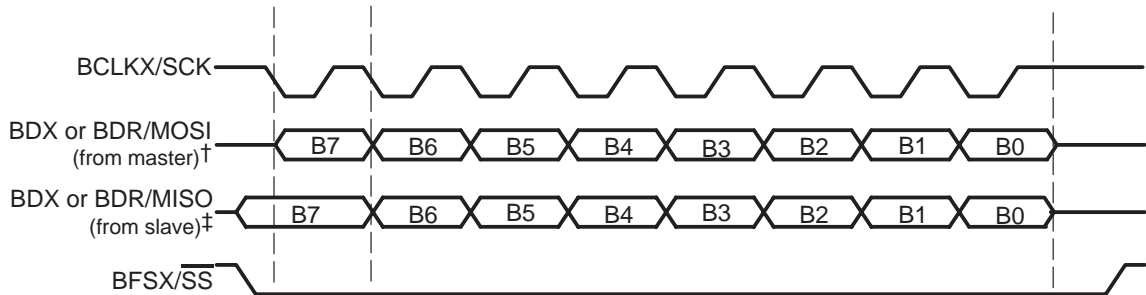 BCLKX/SCK
BDX or BDR/MOSI
(from master)†
B7 B6 B5 B4 B3 B2 B1 B0
BDX or BDR/MISO
(from slave)‡
B7 B6 B5 B4 B3 B2 B1 B0
BFSX/S̅S̅